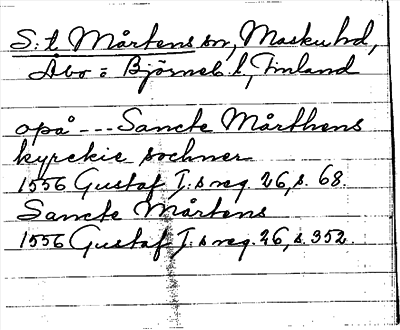 S:t Mårtens sn, Masku hd,
Åbo = Björneb. l, Finland
opå --- Sancte Mårthens
kyrckie sochner
1556 Gustaf I:s reg. 26, s. 68.
Sancte Mårtens
1556 Gustaf I:s reg. 26, s. 352.